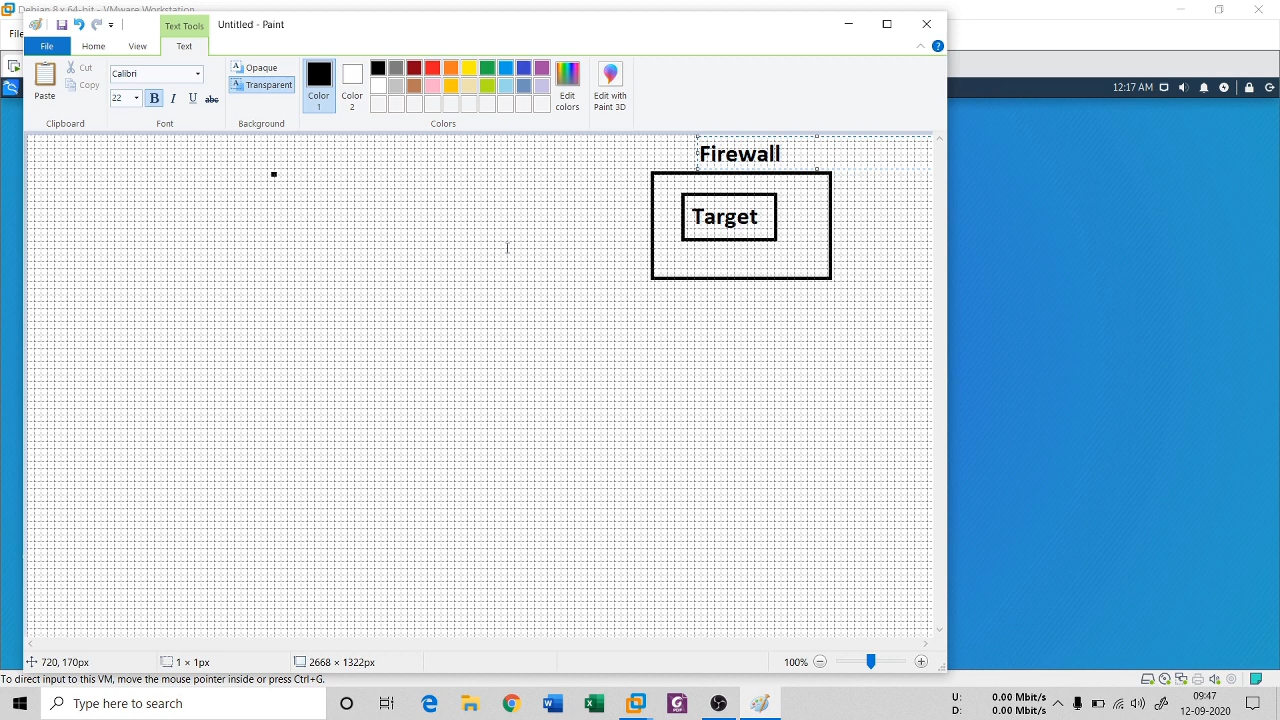 Debian 8 x 64-bit - VMware Workstation
Text Tools
Untitled - Paint
File
Home
View
Text
Paste
Cut
Copy
Clipboard
Calibri
22
B
I
U
abc
Font
Opaque
Transparent
Background
Color
1
Color
2
Edit
colors
Edit with
Paint 3D
Colors
12:17 AM
Firewall
Target
720, 170px
1 × 1px
2668 × 1322px
100%
To direct input to this VM, move the mouse pointer inside or press Ctrl+G.
Type here to search
U: 0.00 Mbit/s
D: 0.00 Mbit/s
09:47
12-09-2020